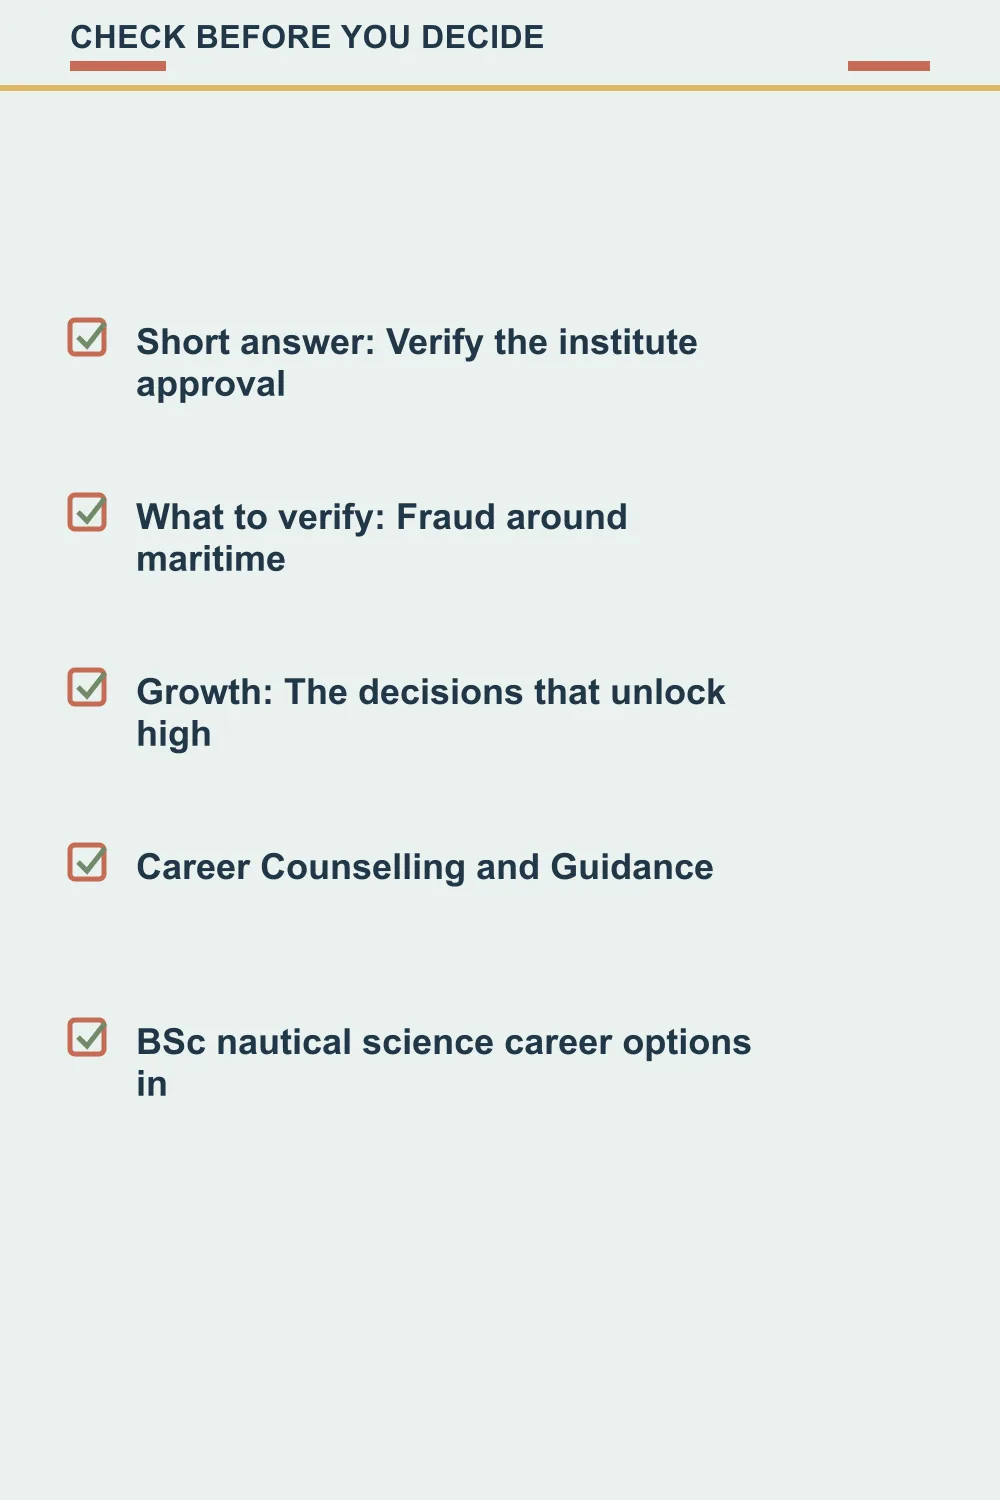 CHECK BEFORE YOU DECIDE
Short answer: Verify the institute
approval
What to verify: Fraud around
maritime
Growth: The decisions that unlock
high
Career Counselling and Guidance
BSc nautical science career options
in